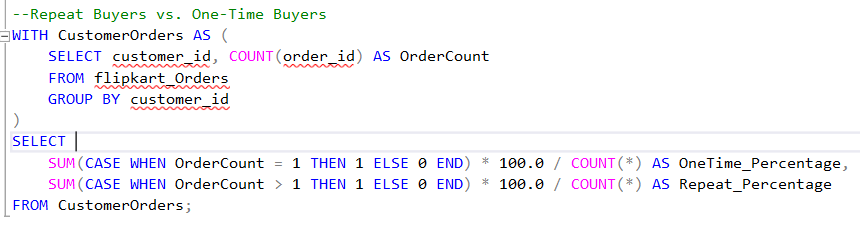 --Repeat Buyers vs. One-Time Buyers
WITH CustomerOrders AS (
    SELECT customer_id, COUNT(order_id) AS OrderCount
    FROM flipkart_Orders
    GROUP BY customer_id
)
SELECT
    SUM(CASE WHEN OrderCount = 1 THEN 1 ELSE 0 END) * 100.0 / COUNT(*) AS OneTime_Percentage,
    SUM(CASE WHEN OrderCount > 1 THEN 1 ELSE 0 END) * 100.0 / COUNT(*) AS Repeat_Percentage
FROM CustomerOrders;